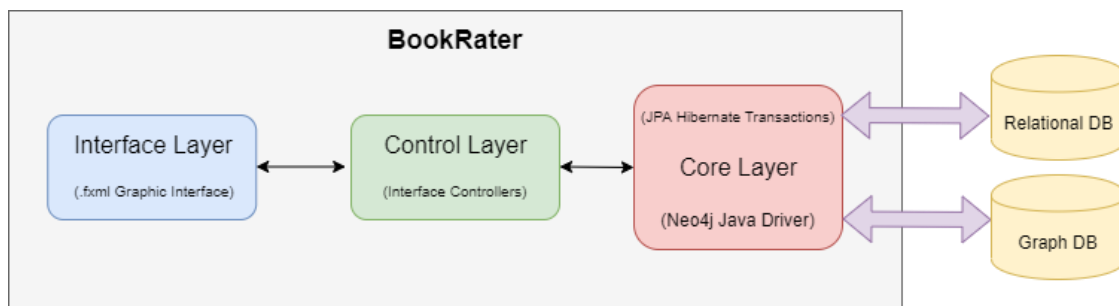 BookRater
Interface Layer
(.fxml Graphic Interface)
Control Layer
(Interface Controllers)
(JPA Hibernate Transactions)
Core Layer
(Neo4j Java Driver)
Relational DB
Graph DB